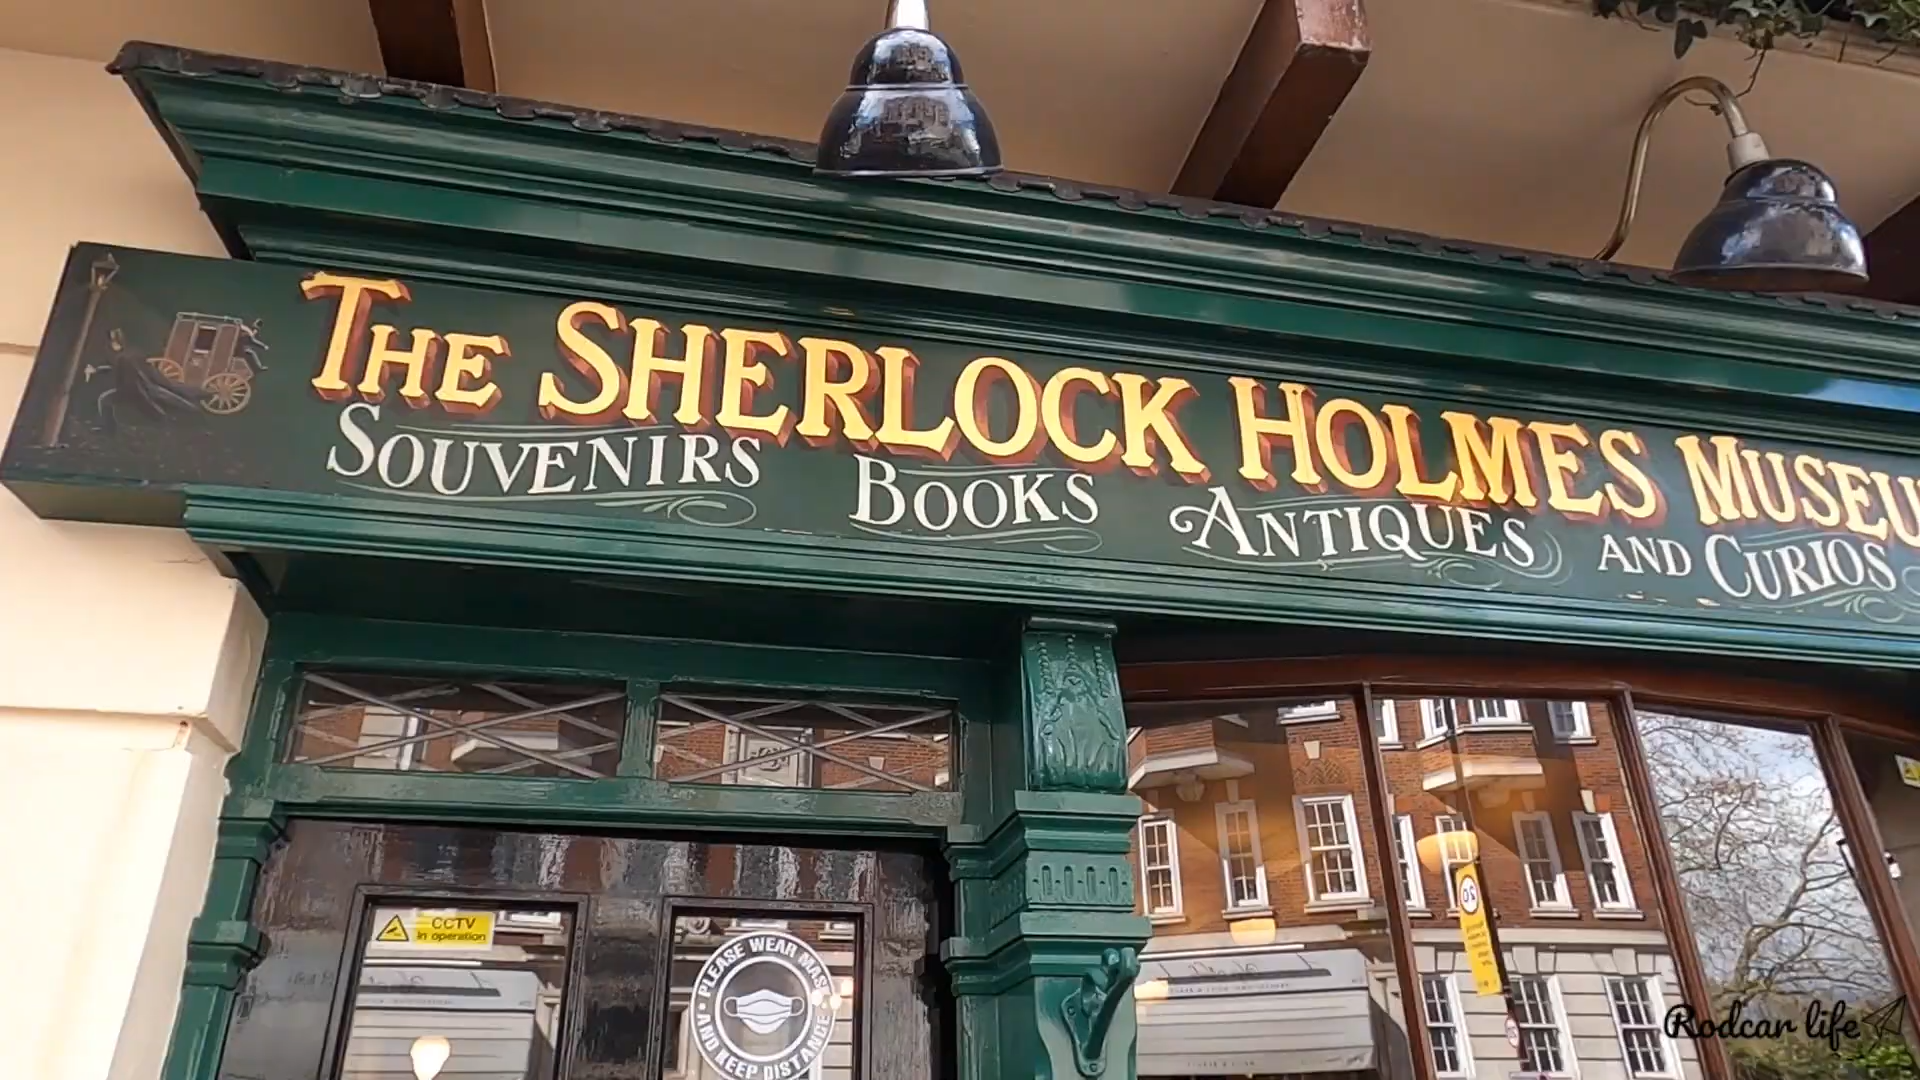 THE SHERLOCK HOLMES MUSEU
SOUVENIRS BOOKS ANTIQUES AND CURIOS
CCTV
in operation
PLEASE WEAR MAS
AND KEEP DISTANCE
20
Rodcar life